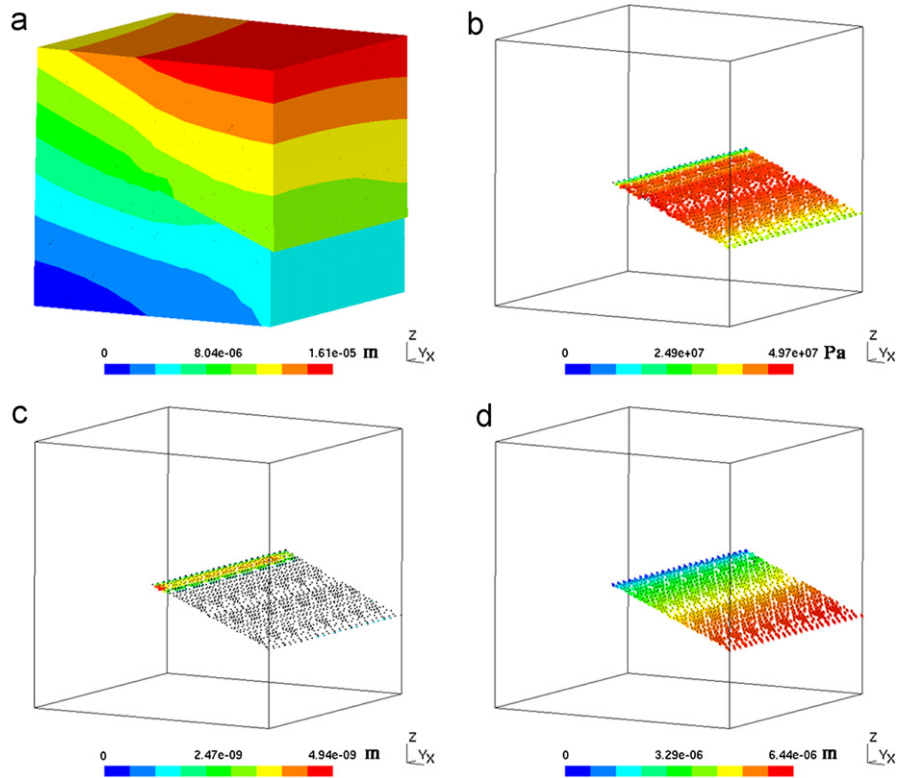 a
b
Z
Y X
0 8.04e-06 1.61e-05 m
Z
Y X
0 2.49e+07 4.97e+07 Pa
c
d
Z
Y X
0 2.47e-09 4.94e-09 m
Z
Y X
0 3.29e-06 6.44e-06 m